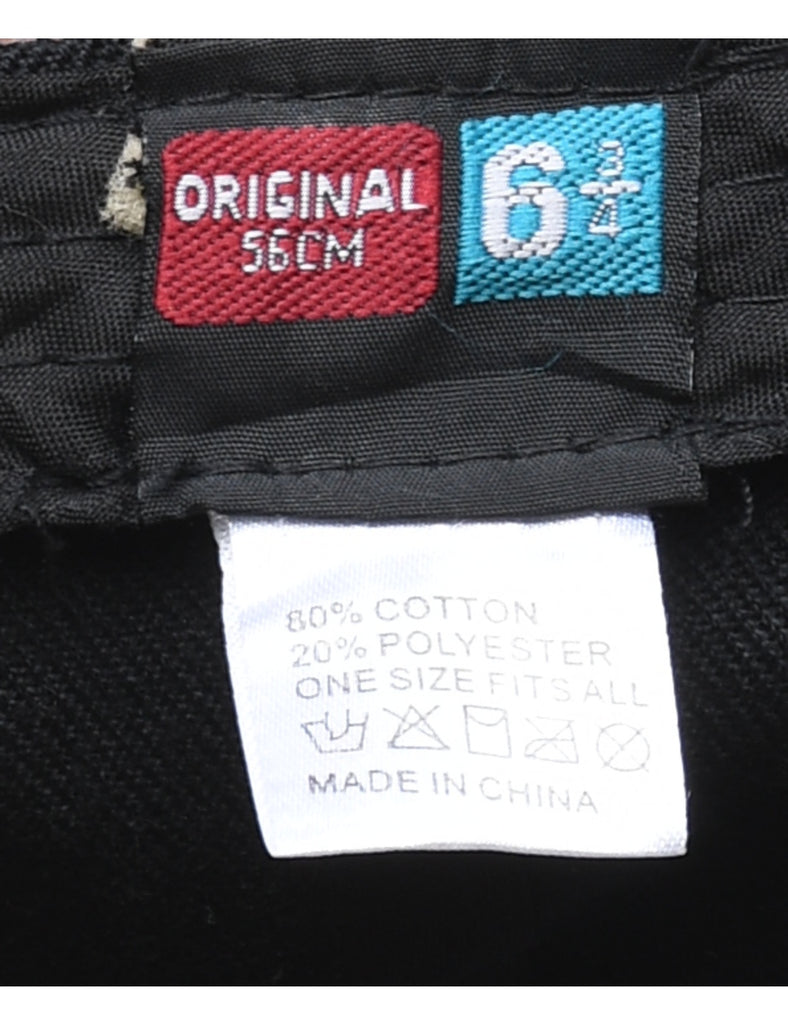 ORIGINAL
56CM
6 3/4
80% COTTON
20% POLYESTER
ONE SIZE FITS ALL
MADE IN CHINA